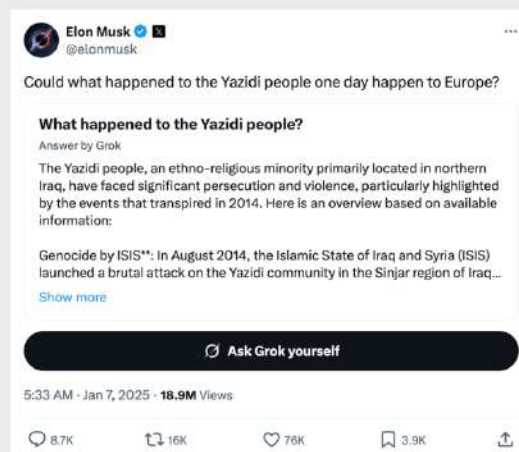 Elon Musk X
@elonmusk
...
Could what happened to the Yazidi people one day happen to Europe?
What happened to the Yazidi people?
Answer by Grok
The Yazidi people, an ethno-religious minority primarily located in northern
Iraq, have faced significant persecution and violence, particularly highlighted
by the events that transpired in 2014. Here is an overview based on available
information:
Genocide by ISIS**: In August 2014, the Islamic State of Iraq and Syria (ISIS)
launched a brutal attack on the Yazidi community in the Sinjar region of Iraq...
Show more
Ask Grok yourself
5:33 AM · Jan 7, 2025 · 18.9M Views
8.7K 16K 76K 3.9K